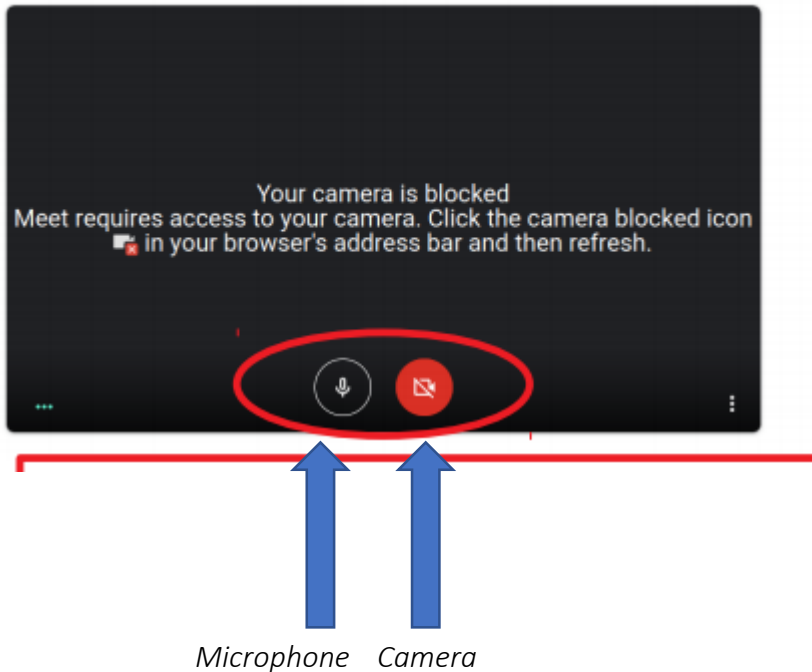 Your camera is blocked
Meet requires access to your camera. Click the camera blocked icon
in your browser's address bar and then refresh.
Microphone Camera